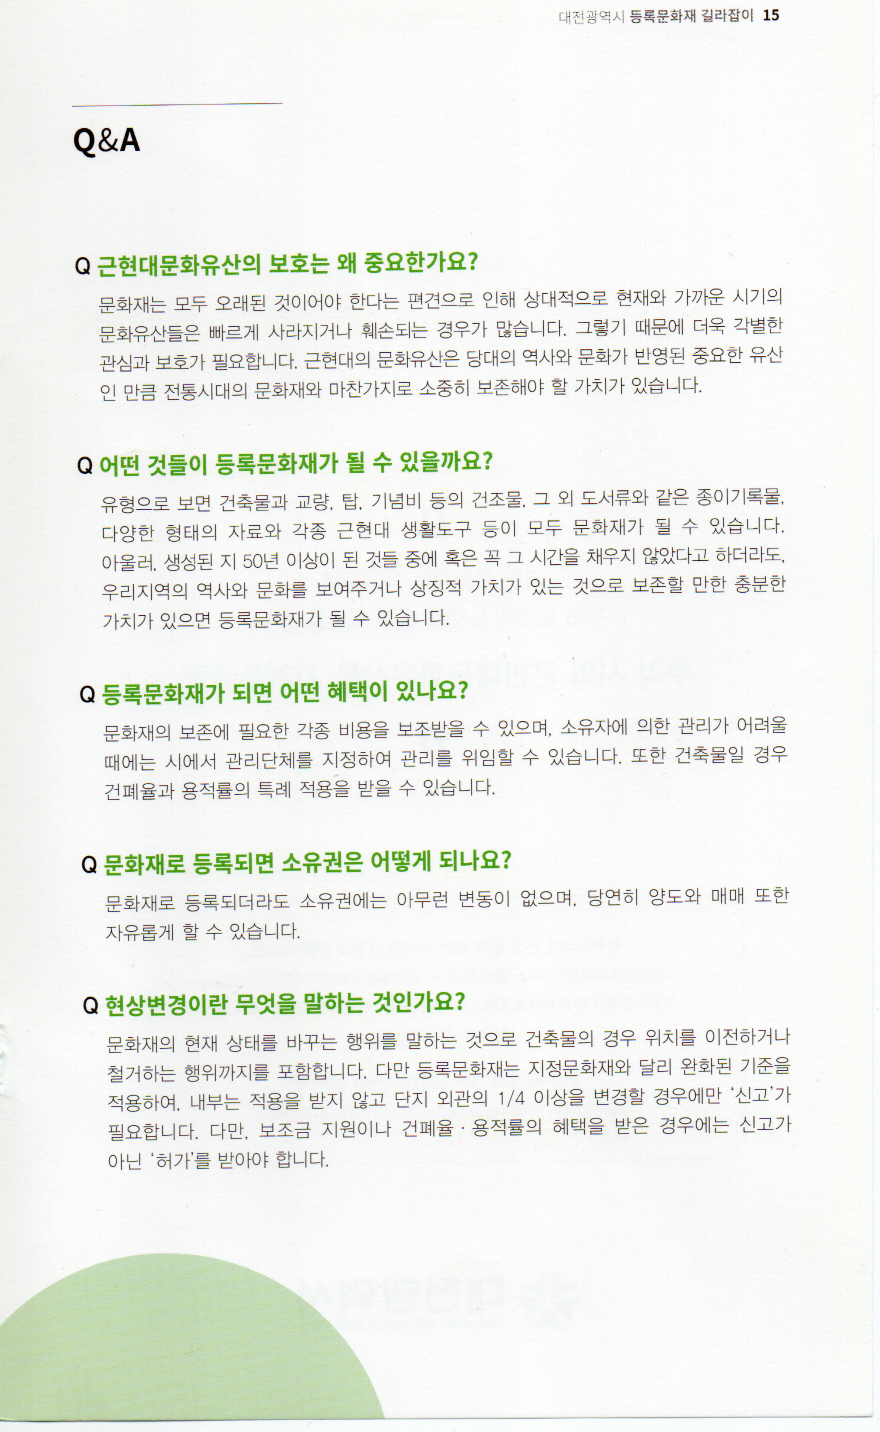 대전광역시 등록문화재 길라잡이 15
Q&A
Q 근현대문화유산의 보호는 왜 중요한가요?
문화재는 모두 오래된 것이어야 한다는 편견으로 인해 상대적으로 현재와 가까운 시기의
문화유산들은 빠르게 사라지거나 훼손되는 경우가 많습니다. 그렇기 때문에 더욱 각별한
관심과 보호가 필요합니다. 근현대의 문화유산은 당대의 역사와 문화가 반영된 중요한 유산
인 만큼 전통시대의 문화재와 마찬가지로 소중히 보존해야 할 가치가 있습니다.
Q 어떤 것들이 등록문화재가 될 수 있을까요?
유형으로 보면 건축물과 교량, 탑, 기념비 등의 건조물, 그 외 도서류와 같은 종이기록물,
다양한 형태의 자료와 각종 근현대 생활도구 등이 모두 문화재가 될 수 있습니다.
아울러, 생성된 지 50년 이상이 된 것들 중에 혹은 꼭 그 시간을 채우지 않았다고 하더라도,
우리지역의 역사와 문화를 보여주거나 상징적 가치가 있는 것으로 보존할 만한 충분한
가치가 있으면 등록문화재가 될 수 있습니다.
Q 등록문화재가 되면 어떤 혜택이 있나요?
문화재의 보존에 필요한 각종 비용을 보조받을 수 있으며, 소유자에 의한 관리가 어려울
때에는 시에서 관리단체를 지정하여 관리를 위임할 수 있습니다. 또한 건축물일 경우
건폐율과 용적률의 특례 적용을 받을 수 있습니다.
Q 문화재로 등록되면 소유권은 어떻게 되나요?
문화재로 등록되더라도 소유권에는 아무런 변동이 없으며, 당연히 양도와 매매 또한
자유롭게 할 수 있습니다.
Q 현상변경이란 무엇을 말하는 것인가요?
문화재의 현재 상태를 바꾸는 행위를 말하는 것으로 건축물의 경우 위치를 이전하거나
철거하는 행위까지를 포함합니다. 다만 등록문화재는 지정문화재와 달리 완화된 기준을
적용하여, 내부는 적용을 받지 않고 단지 외관의 1/4 이상을 변경할 경우에만 '신고'가
필요합니다. 다만, 보조금 지원이나 건폐율 · 용적률의 혜택을 받은 경우에는 신고가
아닌 '허가'를 받아야 합니다.